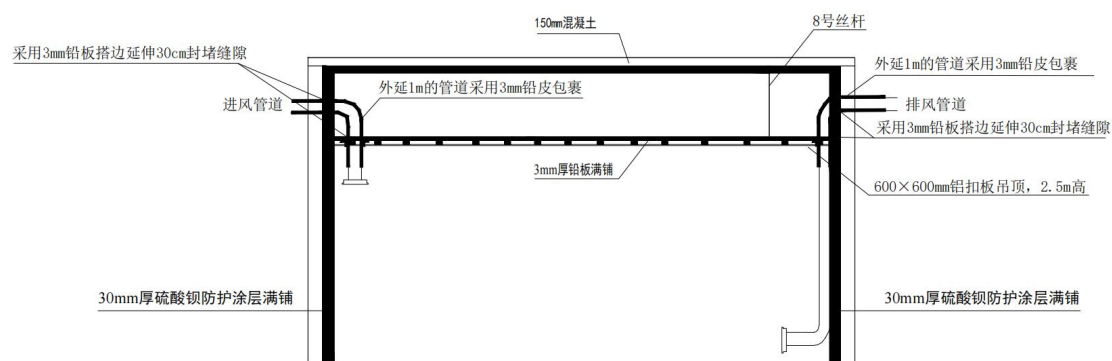 150mm混凝土
8号丝杆
采用3mm铅板搭边延伸30cm封堵缝隙
外延1m的管道采用3mm铅皮包裹
外延1m的管道采用3mm铅皮包裹
进风管道
排风管道
采用3mm铅板搭边延伸30cm封堵缝隙
3mm厚铅板满铺
600×600mm铝扣板吊顶，2.5m高
30mm厚硫酸钡防护涂层满铺
30mm厚硫酸钡防护涂层满铺